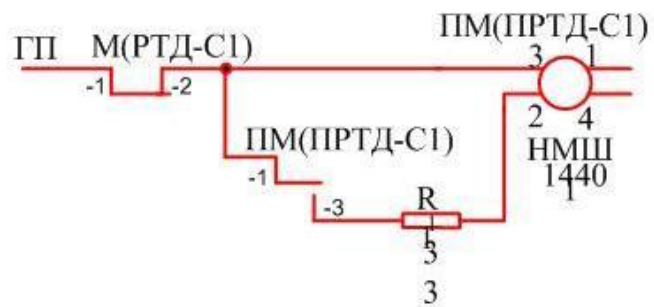 ПМ(ПРТД-С1)
ГП М(РТД-С1)
3 1
-1 -2
2 4
ПМ(ПРТД-С1)
НМШ
1440
1
-1
-3
R
1
3
3